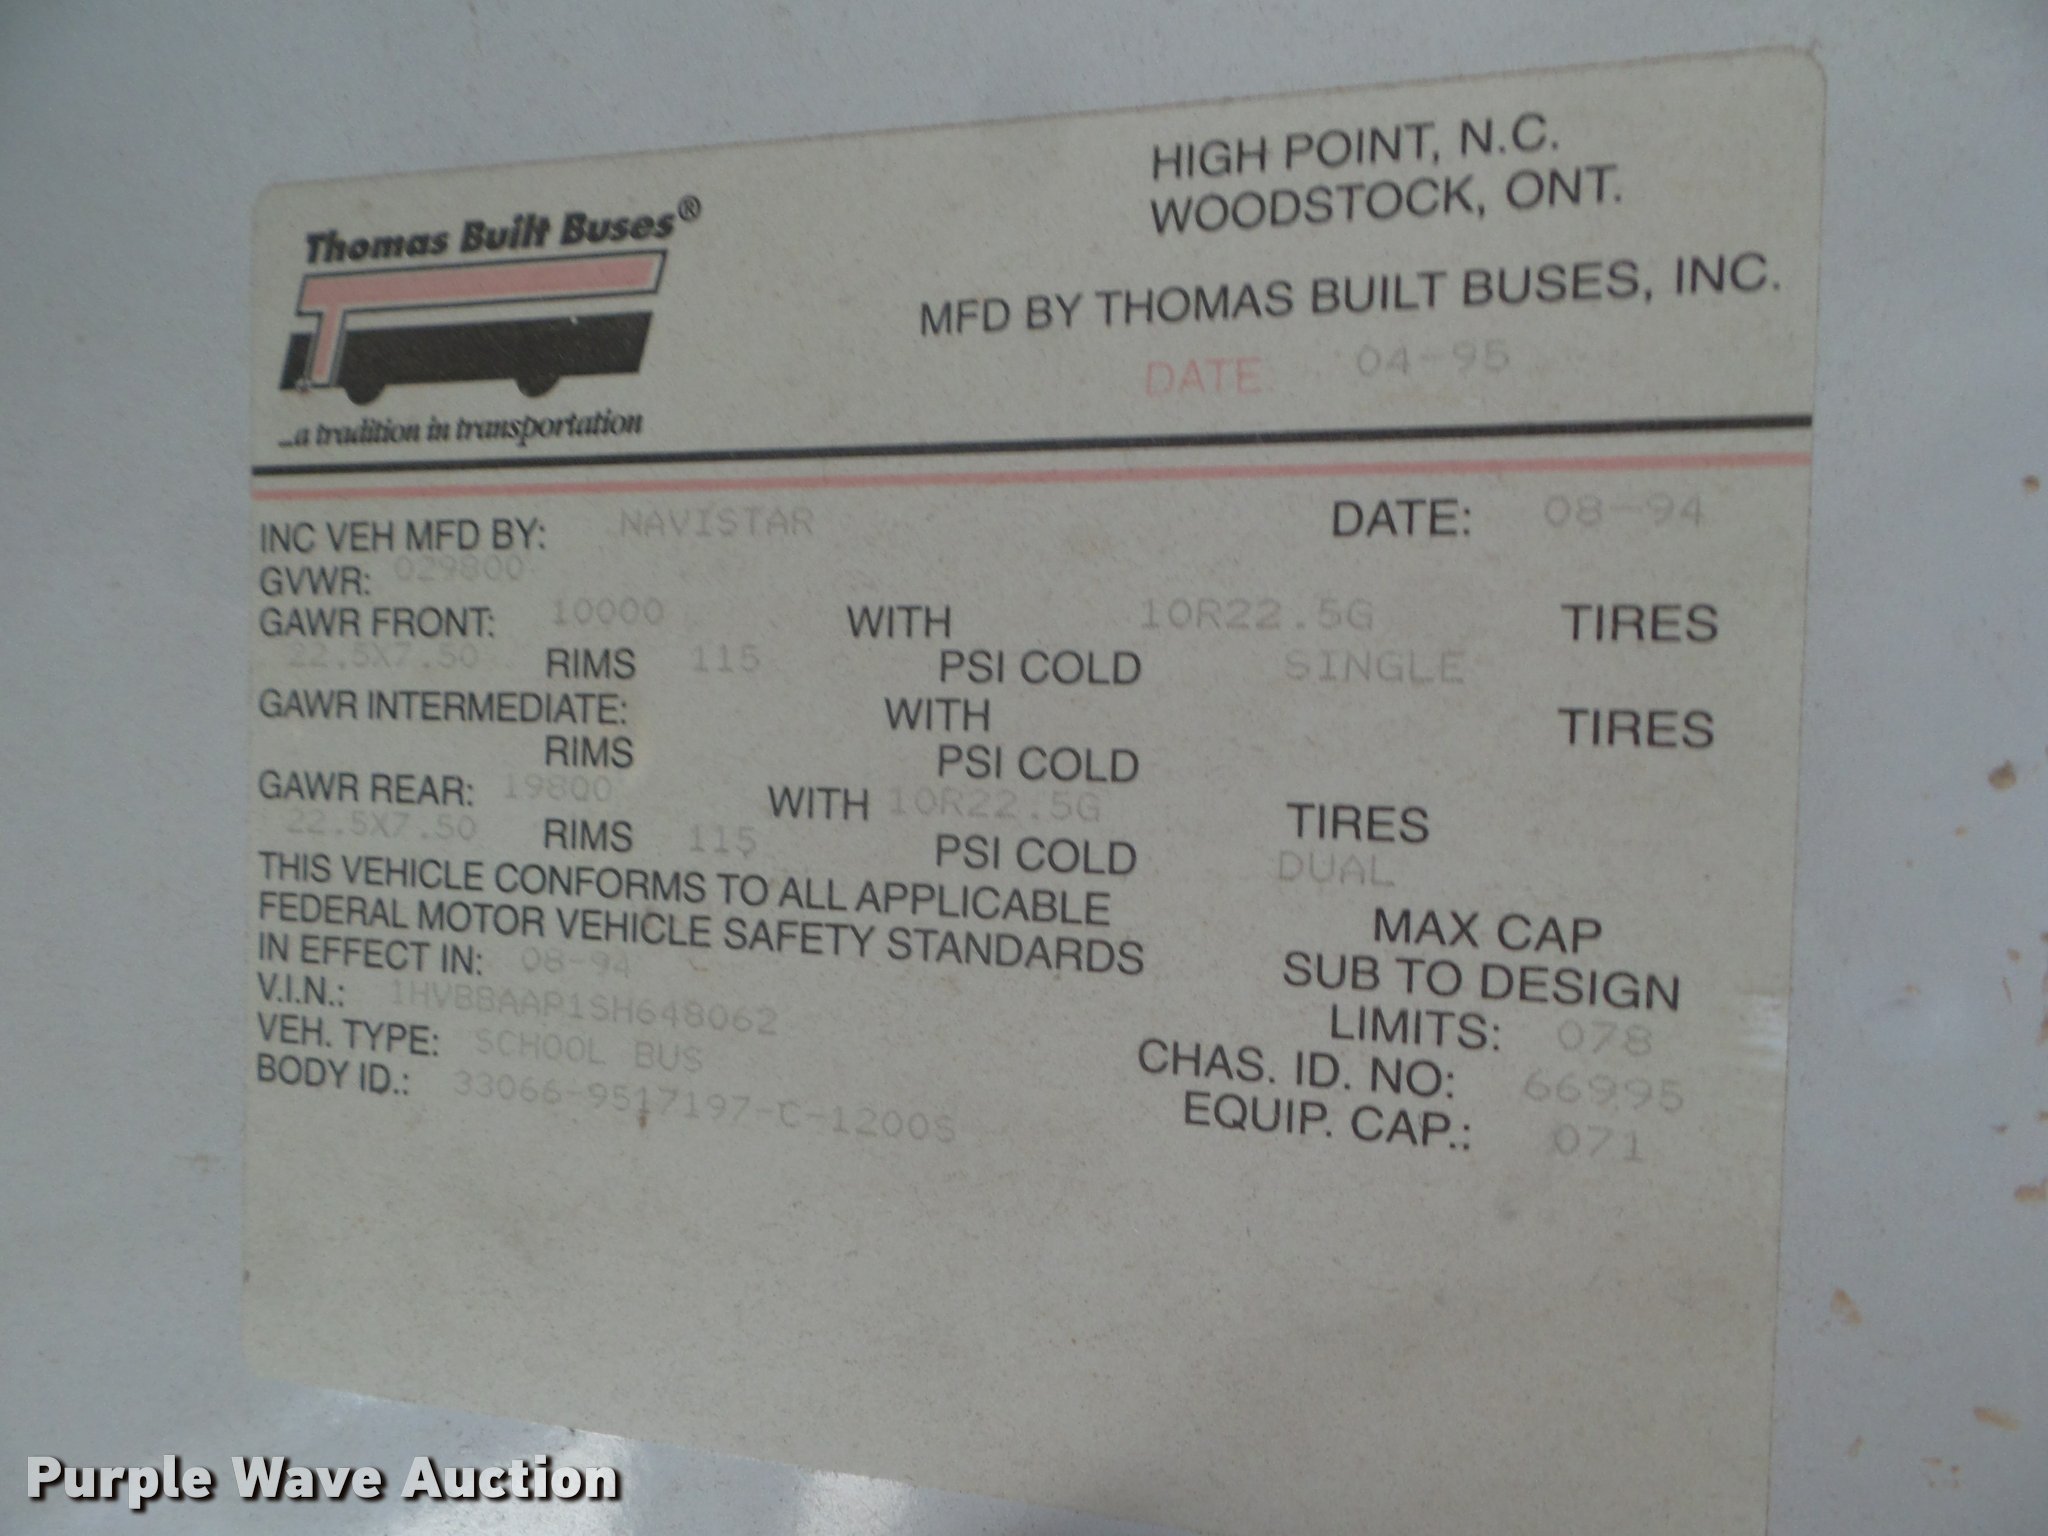 Thomas Built Buses®
...a tradition in transportation
HIGH POINT, N.C.
WOODSTOCK, ONT.
MFD BY THOMAS BUILT BUSES, INC.
DATE: 04-95
INC VEH MFD BY: NAVISTAR DATE: 08-94
GVWR: 029800
GAWR FRONT: 10000 WITH 10R22.5G TIRES
22.5X7.50 RIMS 115 PSI COLD SINGLE
GAWR INTERMEDIATE: WITH TIRES
RIMS PSI COLD
GAWR REAR: 19800 WITH 10R22.5G TIRES
22.5X7.50 RIMS 115 PSI COLD DUAL
THIS VEHICLE CONFORMS TO ALL APPLICABLE
FEDERAL MOTOR VEHICLE SAFETY STANDARDS
IN EFFECT IN: 08-94
V.I.N.: 1HVBBAAP1SH648062
VEH. TYPE: SCHOOL BUS
BODY ID.: 33066-9517197-C-1200S
MAX CAP
SUB TO DESIGN
LIMITS: 078
CHAS. ID. NO: 66995
EQUIP. CAP.: 071
Purple Wave Auction